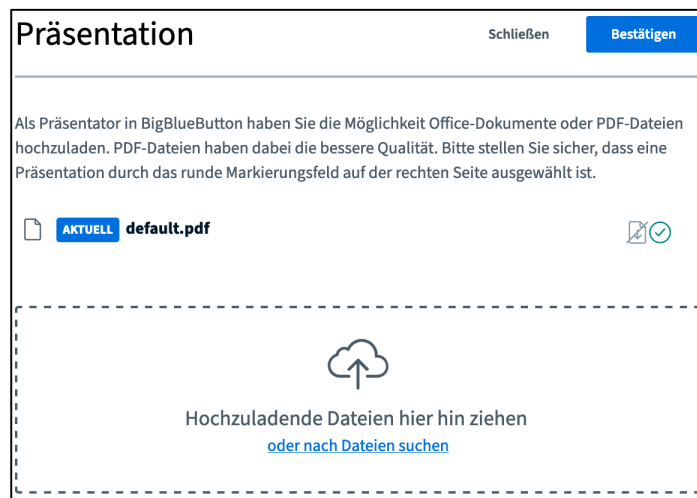 Präsentation
Schließen
Bestätigen
Als Präsentator in BigBlueButton haben Sie die Möglichkeit Office-Dokumente oder PDF-Dateien
hochzuladen. PDF-Dateien haben dabei die bessere Qualität. Bitte stellen Sie sicher, dass eine
Präsentation durch das runde Markierungsfeld auf der rechten Seite ausgewählt ist.
AKTUELL default.pdf
Hochzuladende Dateien hier hin ziehen
oder nach Dateien suchen